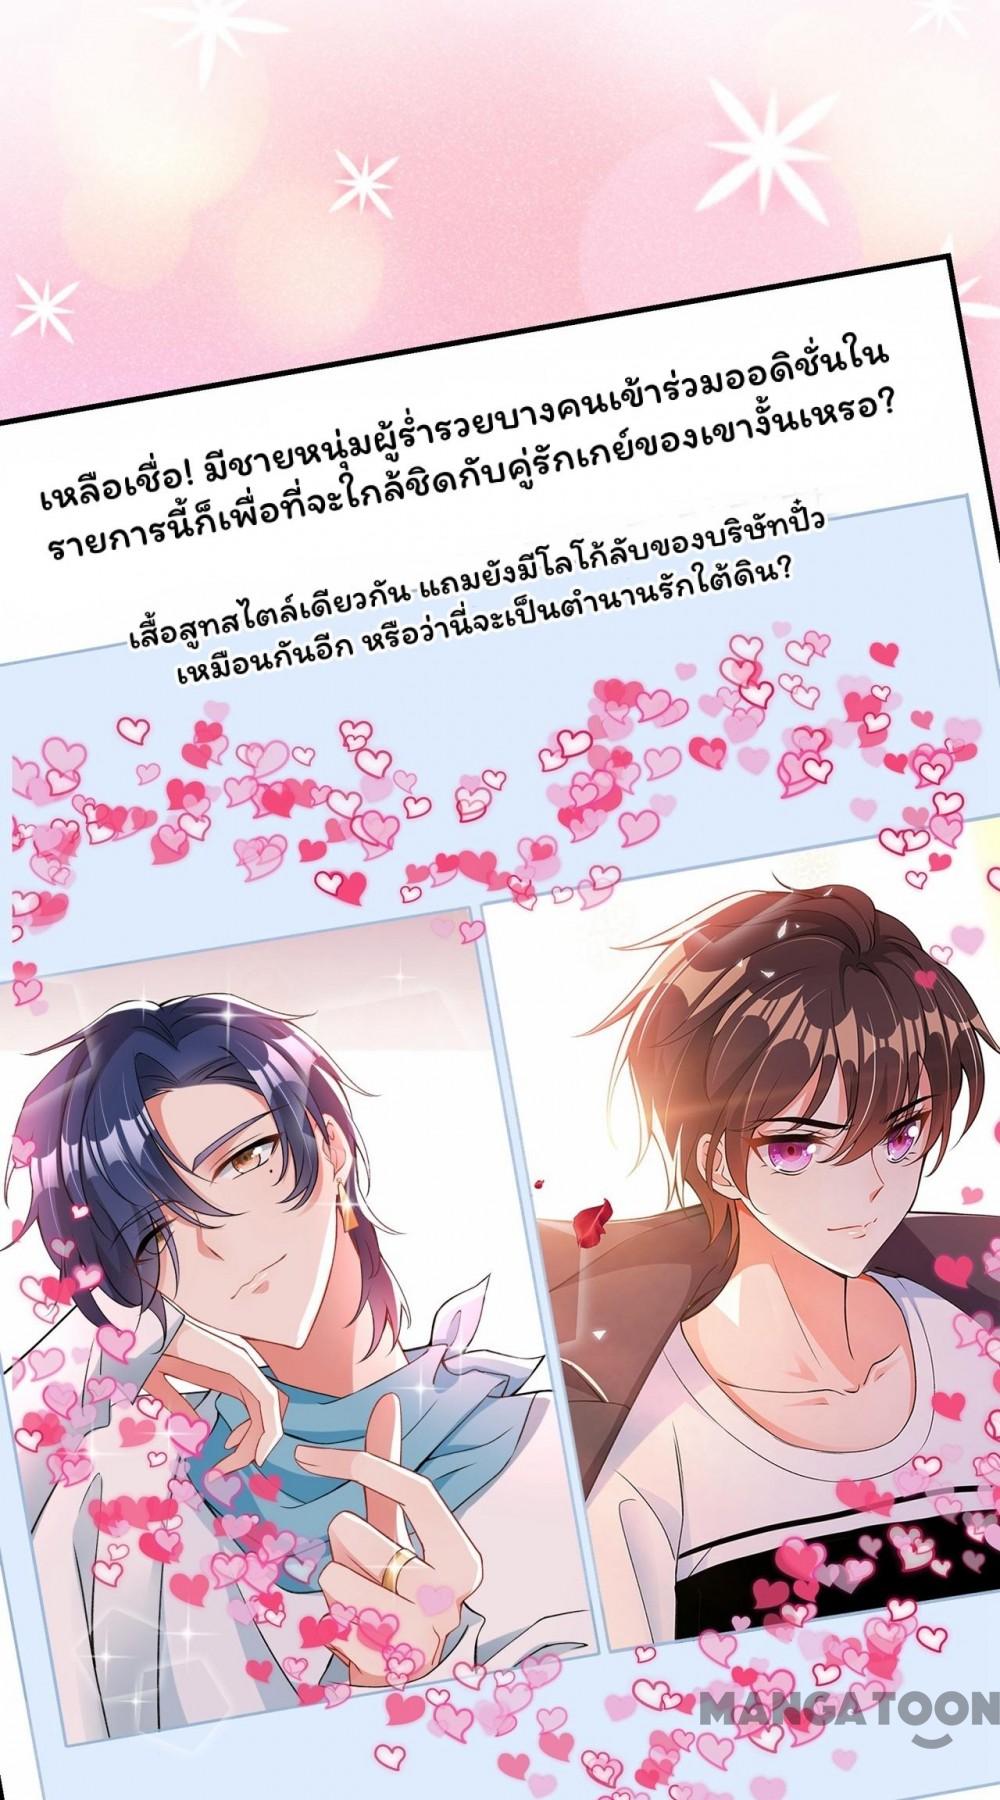 เหลือเชื่อ! มีชายหนุ่มผู้ร่ำรวยบางคนเข้าร่วมออดิชั่นใน
รายการนี้ก็เพื่อที่จะใกล้ชิดกับคู่รักเกย์ของเขางั้นเหรอ?
เสื้อสูทสไตล์เดียวกัน แถมยังมีโลโก้ลับของบริษัทปั๋ว
เหมือนกันอีก หรือว่านี่จะเป็นตำนานรักใต้ดิน?
MANGATOON